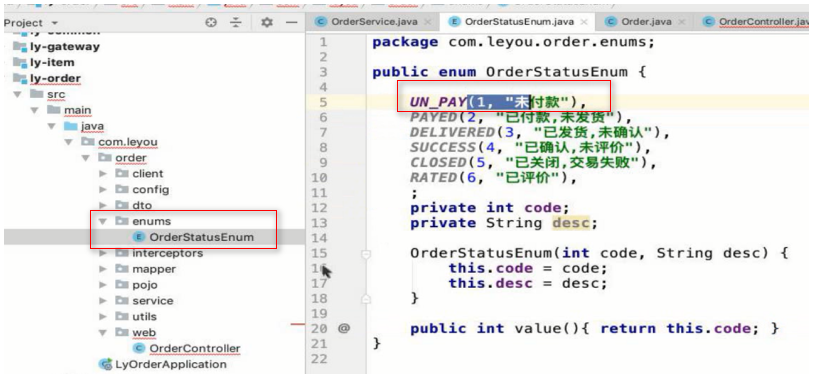 Project
ly-gateway
ly-item
ly-order
src
main
java
com.leyou
order
client
config
dto
enums
OrderStatusEnum
interceptors
mapper
pojo
service
utils
web
OrderController
LyOrderApplication
OrderService.java
OrderStatusEnum.java
Order.java
OrderController.jav
1 package com.leyou.order.enums;
2
3 public enum OrderStatusEnum {
4
5 UN_PAY(1, "未付款"),
6 PAYED(2, "已付款,未发货"),
7 DELIVERED(3, "已发货,未确认"),
8 SUCCESS(4, "已确认,未评价"),
9 CLOSED(5, "已关闭,交易失败"),
10 RATED(6, "已评价"),
11 ;
12 private int code;
13 private String desc;
14
15 OrderStatusEnum(int code, String desc) {
16 this.code = code;
17 this.desc = desc;
18 }
19
20 @ public int value(){ return this.code; }
21 }
22